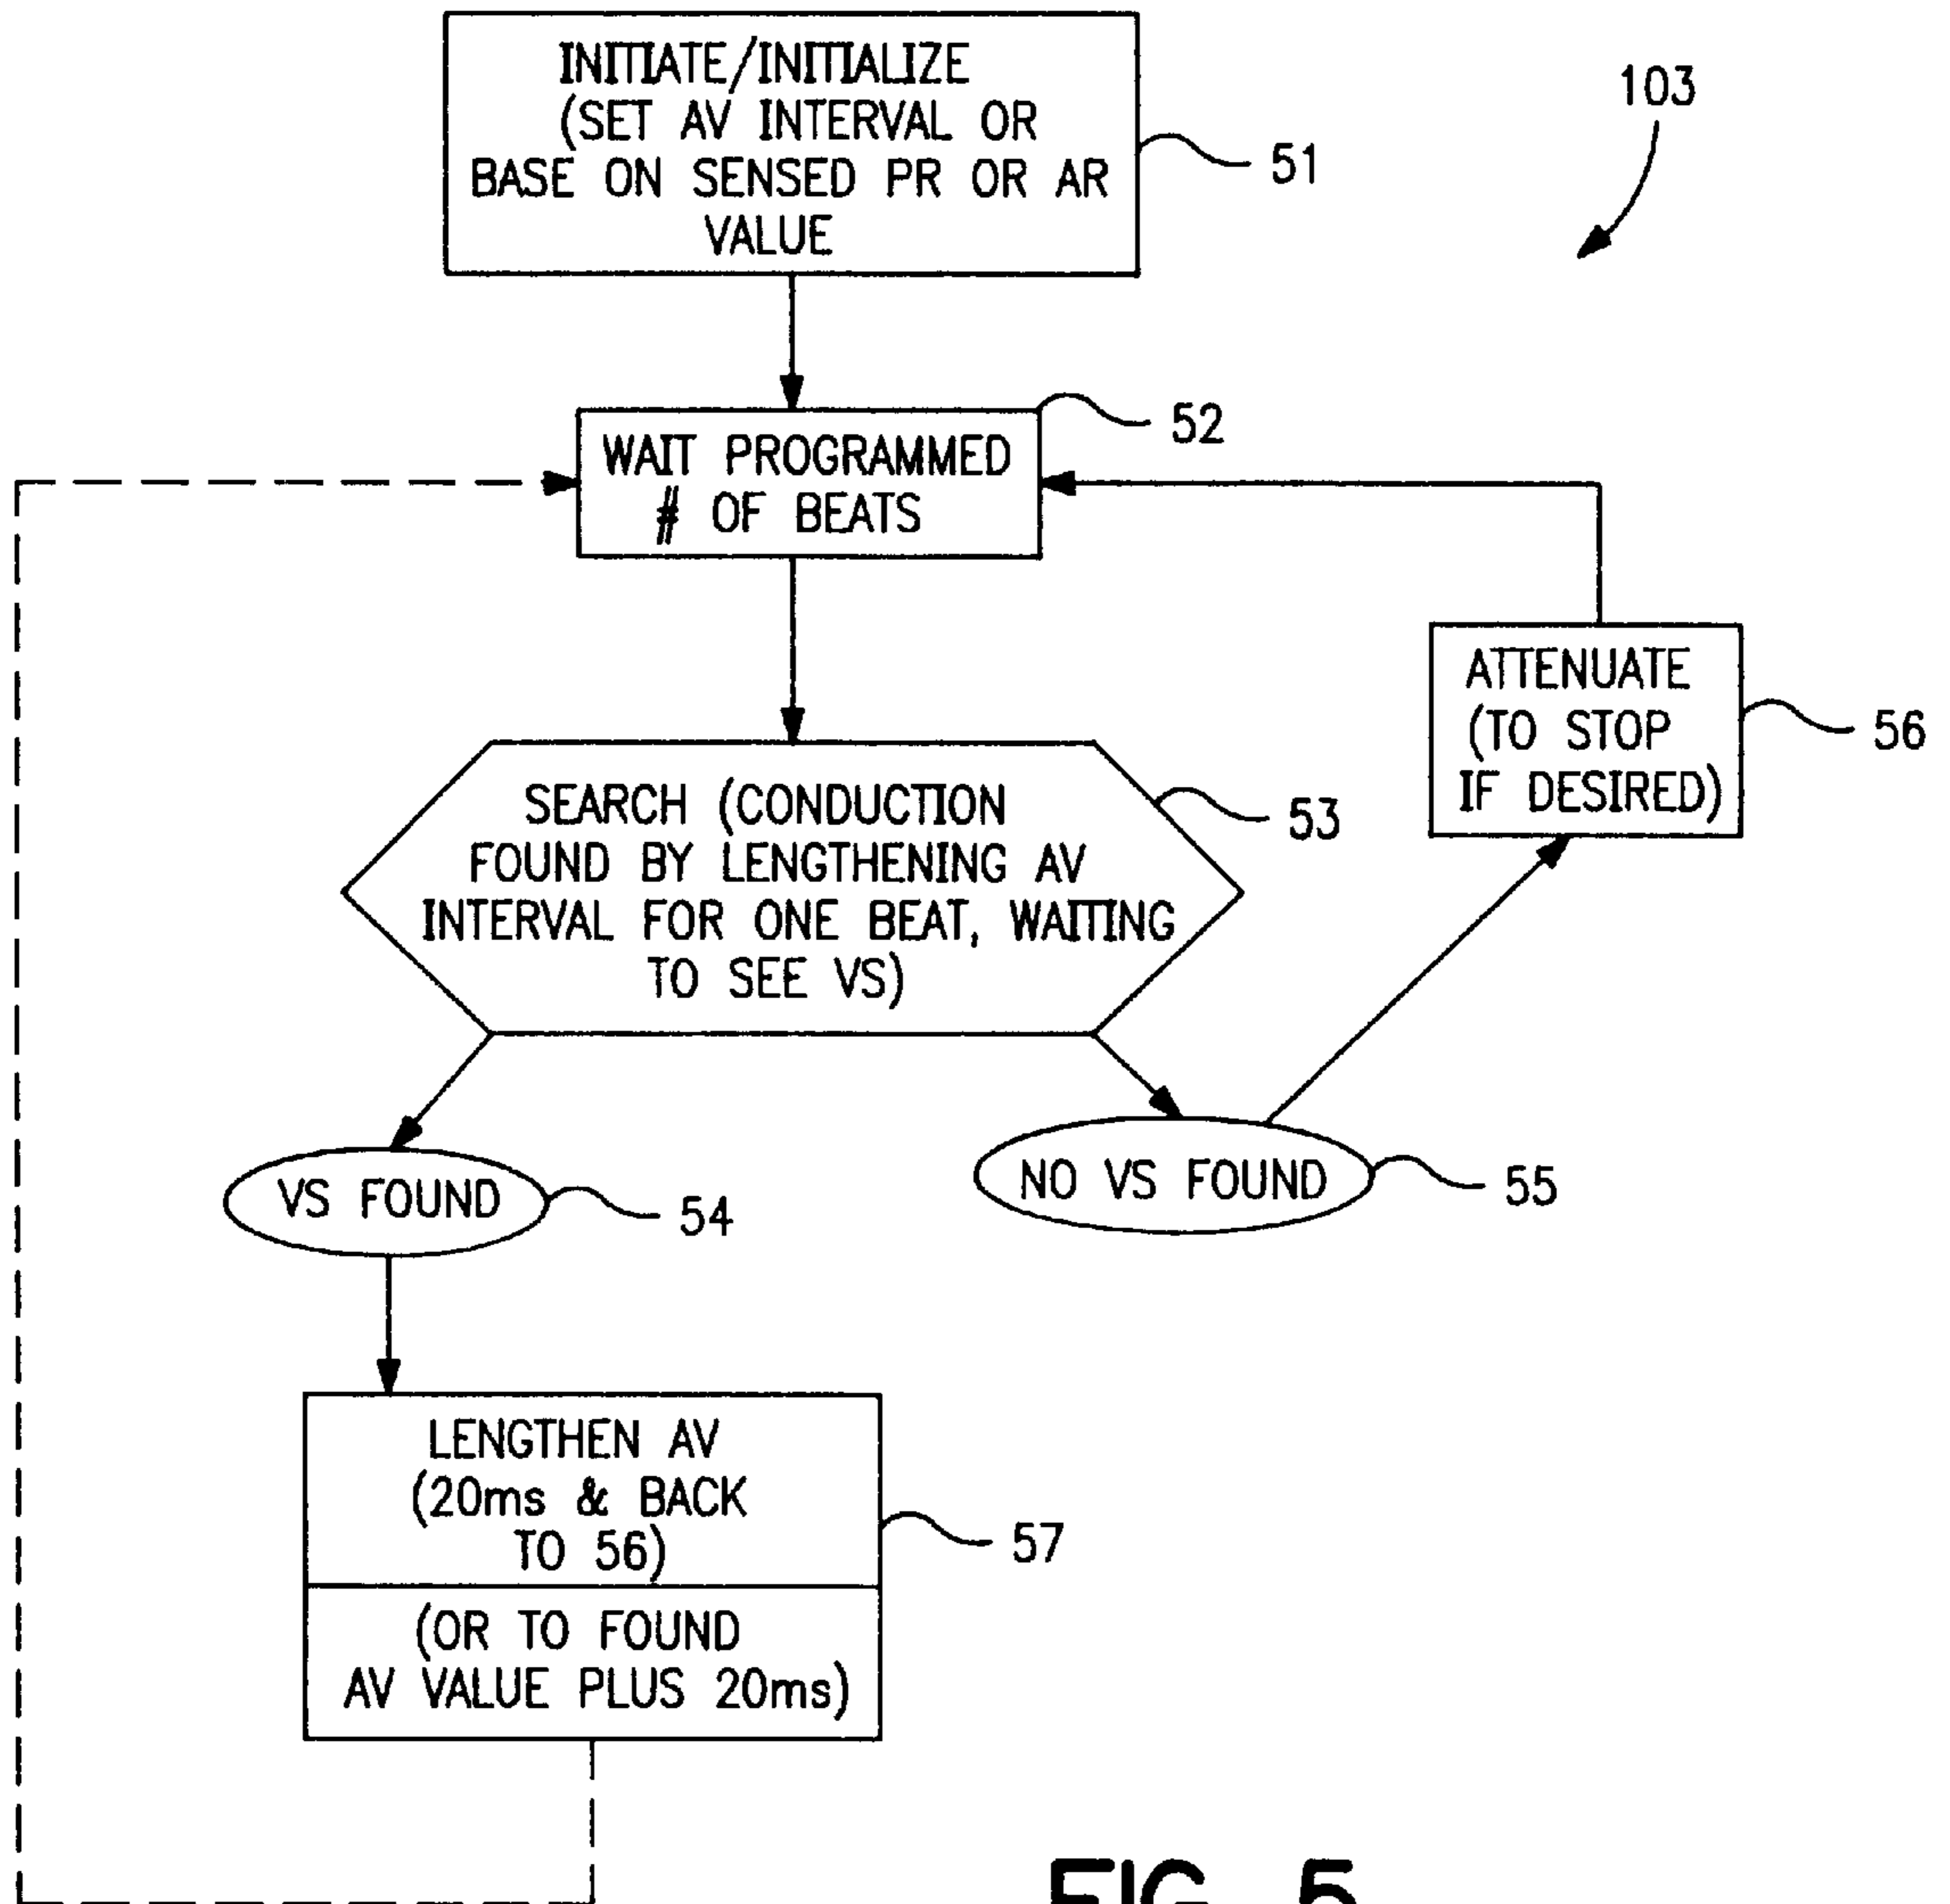 INITIATE/INITIALIZE
(SET AV INTERVAL OR
BASE ON SENSED PR OR AR
VALUE
51
103
WAIT PROGRAMMED
# OF BEATS
52
ATTENUATE
(TO STOP
IF DESIRED)
56
SEARCH (CONDUCTION
FOUND BY LENGTHENING AV
INTERVAL FOR ONE BEAT, WAITING
TO SEE VS)
53
VS FOUND
54
NO VS FOUND
55
LENGTHEN AV
(20ms & BACK
TO 56)
(OR TO FOUND
AV VALUE PLUS 20ms)
57
FIG. 5